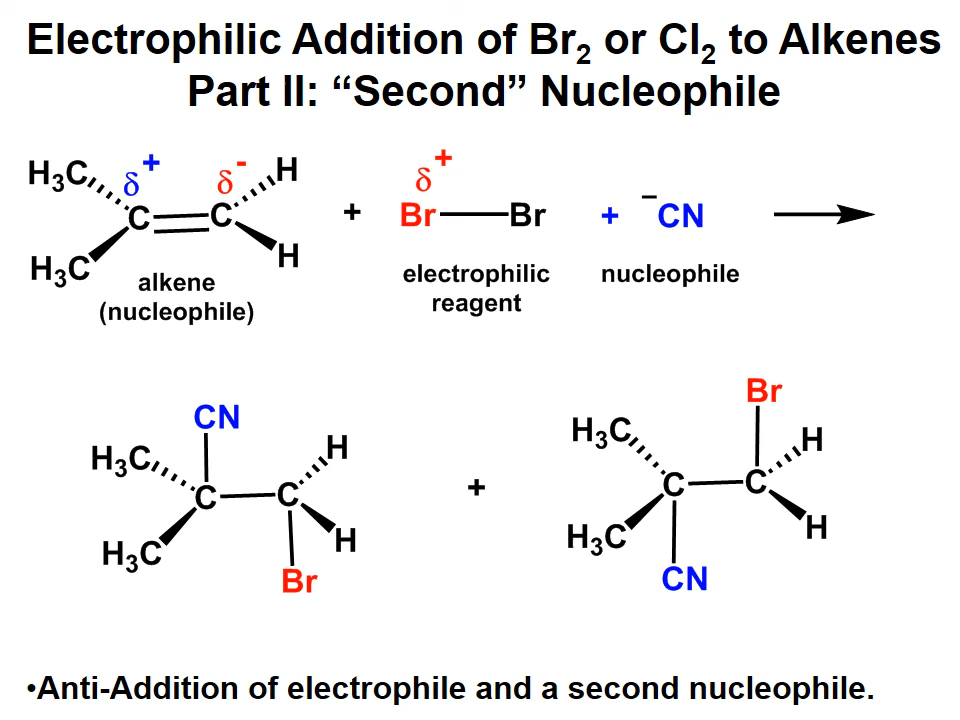 Electrophilic Addition of Br2 or Cl2 to Alkenes
Part II: “Second” Nucleophile
H3C δ+ δ- H δ+
C C + Br Br + −CN
H3C H
alkene electrophilic nucleophile
(nucleophile) reagent
CN Br
H3C H H3C H
C C + C C
H3C H H3C H
Br CN
•Anti-Addition of electrophile and a second nucleophile.